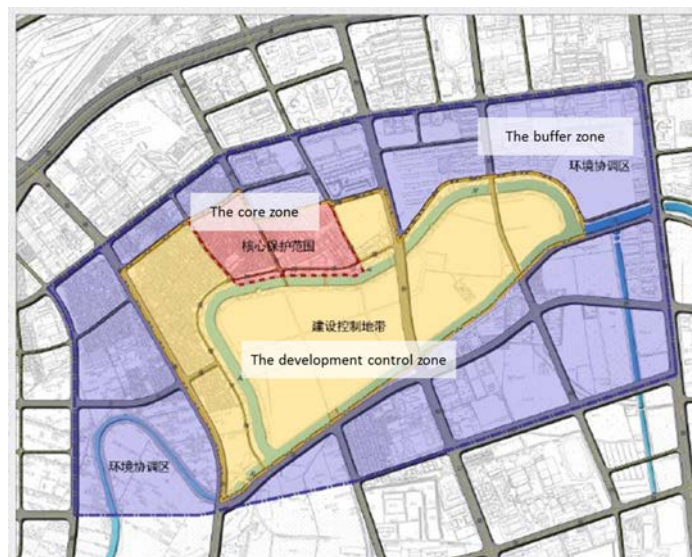 The buffer zone
环境协调区
The core zone
核心保护范围
建设控制地带
The development control zone
环境协调区